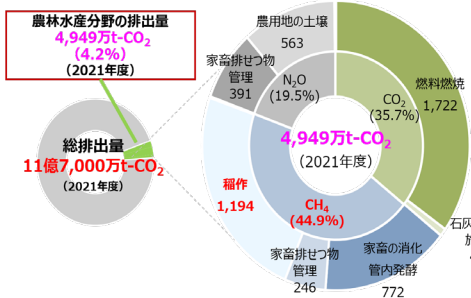 農林水産分野の排出量
4,949万t-CO₂
(4.2%)
(2021年度)
総排出量
11億7,000万t-CO₂
(2021年度)
農用地の土壌
563
家畜排せつ物
管理
391
N₂O
(19.5%)
CO₂
(35.7%)
燃料燃焼
1,722
4,949万t-CO₂
(2021年度)
稲作
1,194
CH₄
(44.9%)
石灰
施
家畜排せつ物
管理
246
家畜の消化
管内発酵
772